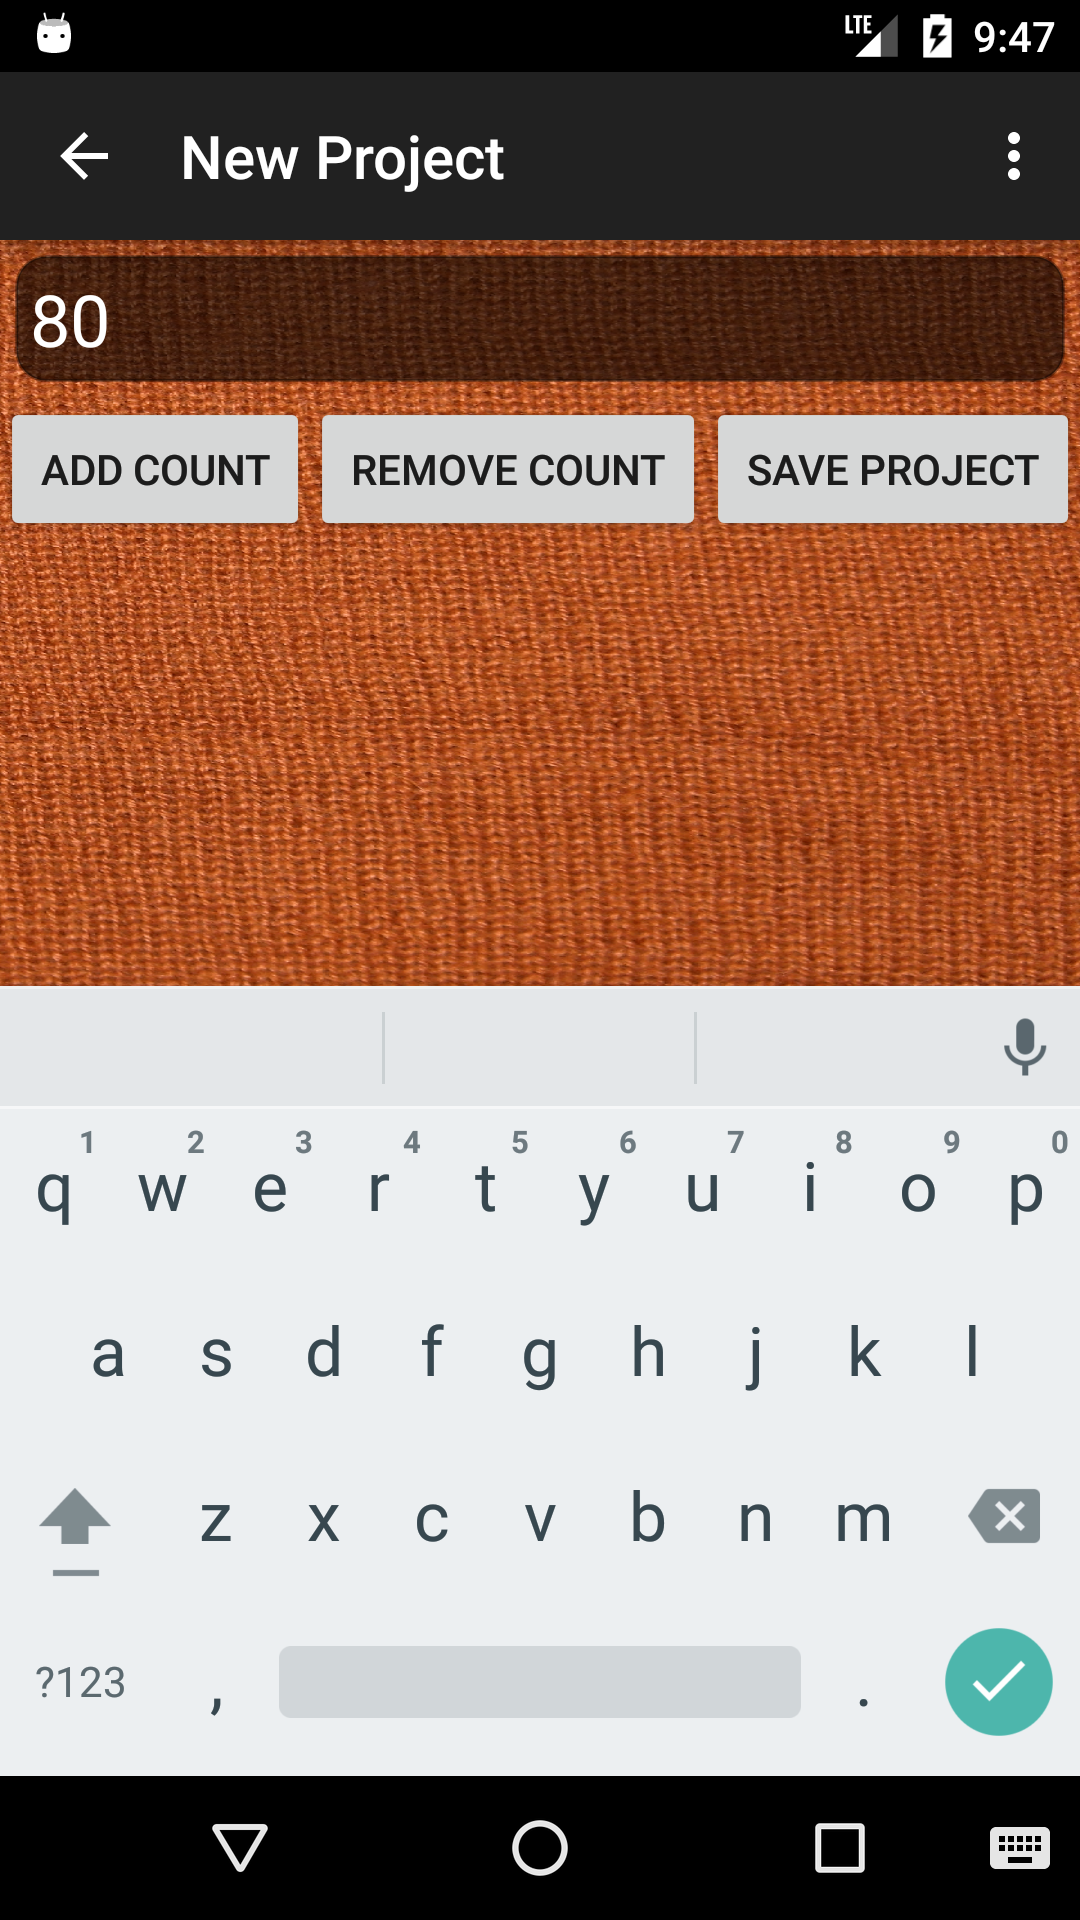 LTE 9:47
New Project
80
ADD COUNT REMOVE COUNT SAVE PROJECT
1 2 3 4 5 6 7 8 9 0
q w e r t y u i o p
a s d f g h j k l
z x c v b n m
?123 , .